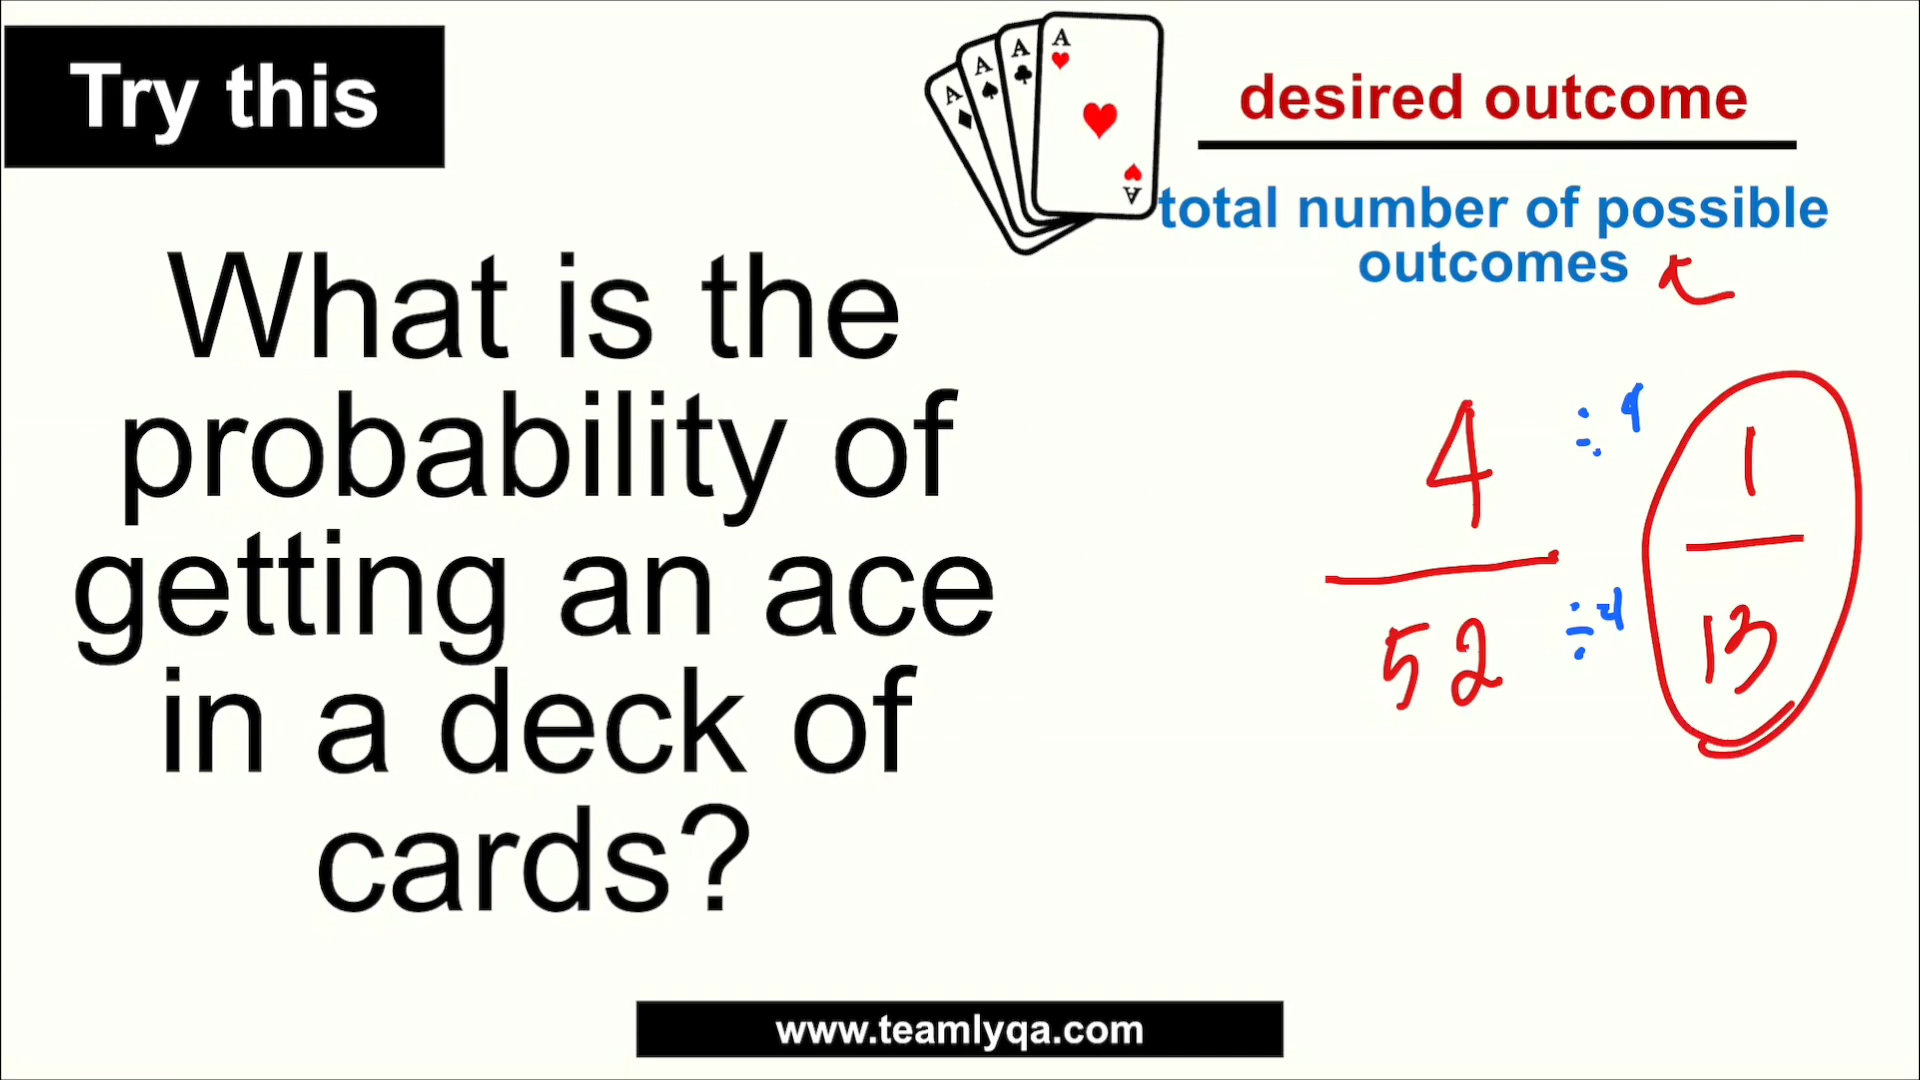 Try this
A
A
A
A
A
desired outcome
total number of possible
outcomes
What is the
probability of
getting an ace
in a deck of
cards?
4 ÷ 4
52 ÷ 4
1
13
www.teamlyqa.com